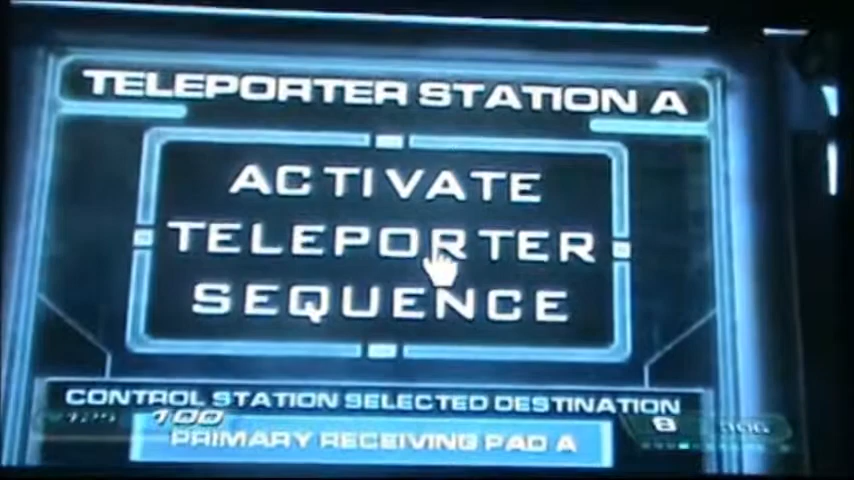 TELEPORTER STATION A
ACTIVATE
TELEPORTER
SEQUENCE
CONTROL STATION SELECTED DESTINATION
100
8
PRIMARY RECEIVING PAD A